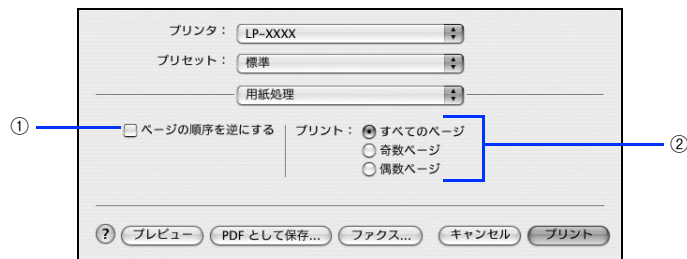 プリンタ： LP-XXXX
プリセット： 標準
用紙処理
① ページの順序を逆にする プリント： すべてのページ
奇数ページ ②
偶数ページ
? プレビュー PDF として保存... ファクス... キャンセル プリント